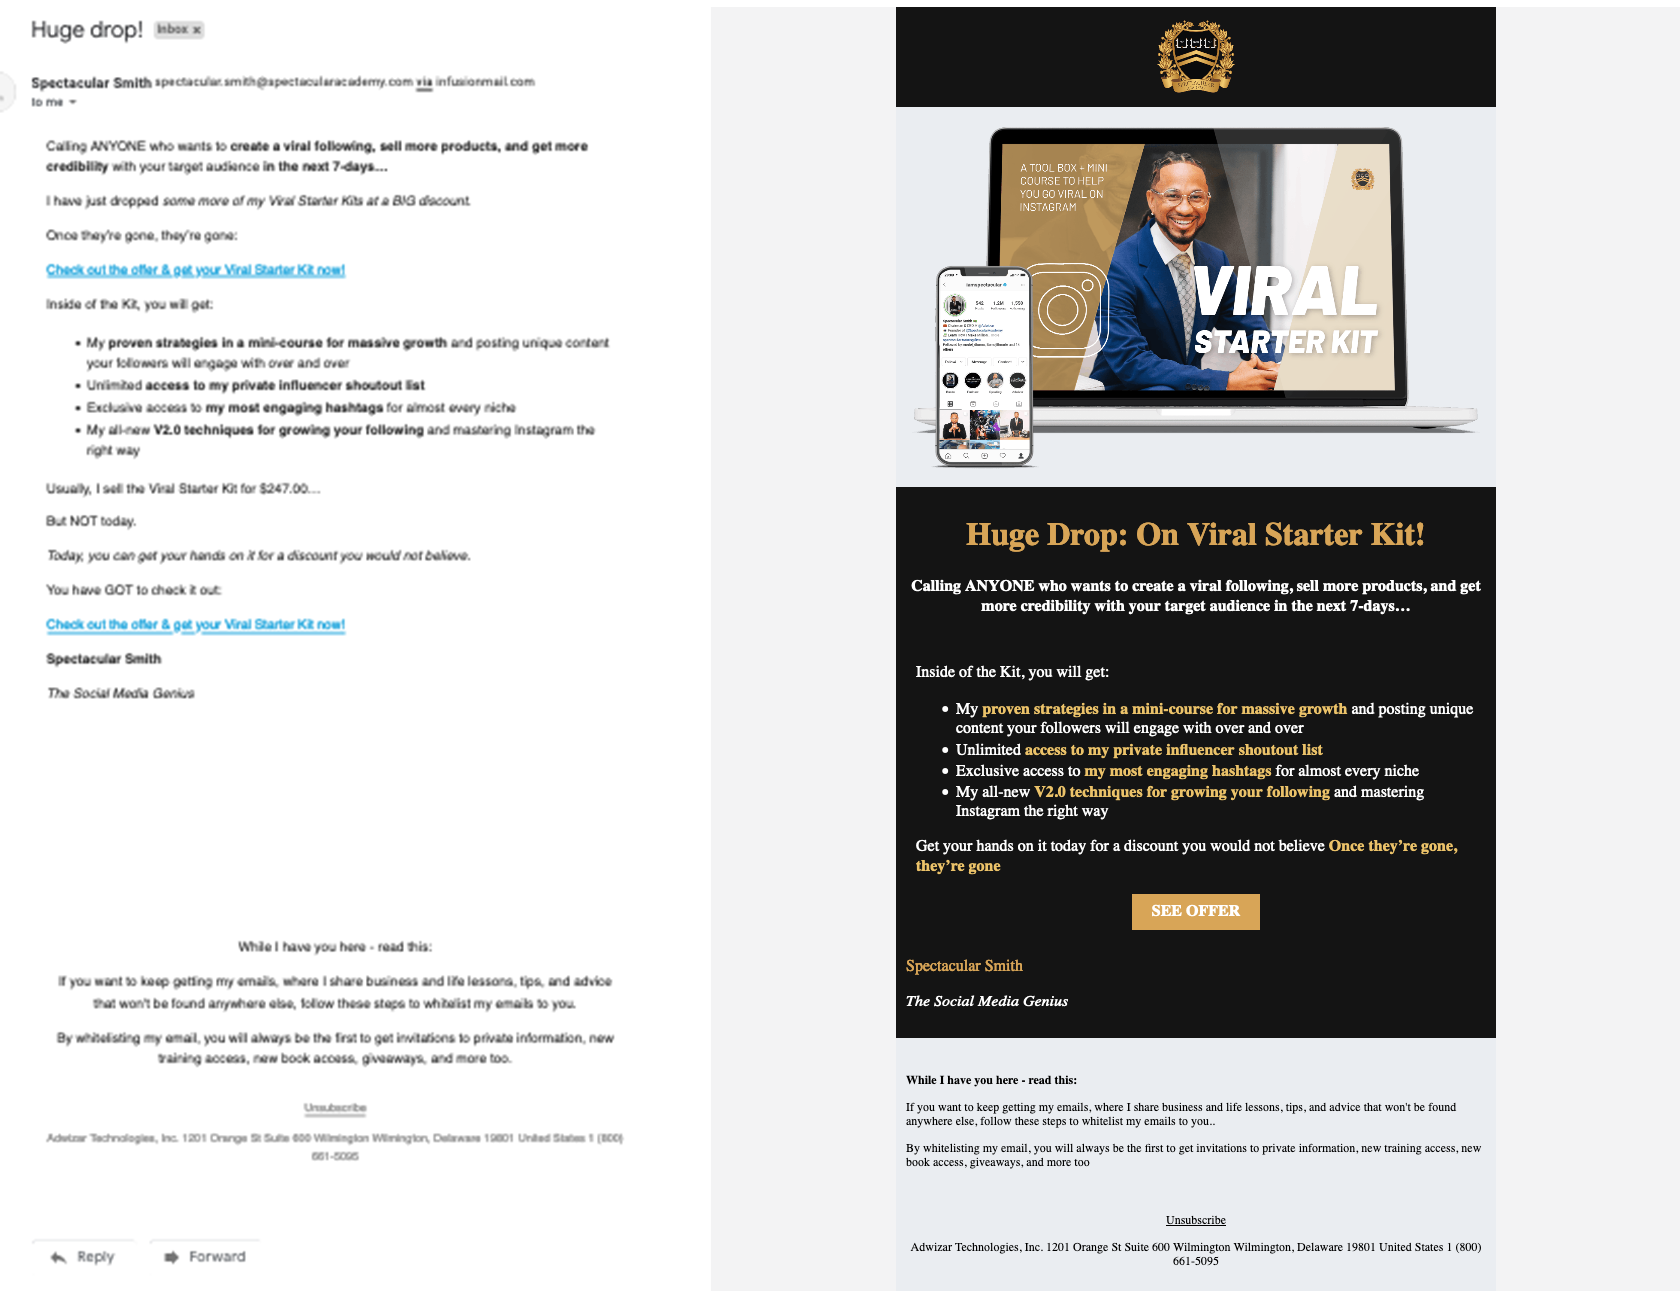 Huge drop! Inbox x
Spectacular Smith spectacular.smith@spectacularacademy.com via infusionmail.com
to me
Calling ANYONE who wants to create a viral following, sell more products, and get more
credibility with your target audience in the next 7-days...
I have just dropped some more of my Viral Starter Kits at a BIG discount.
Once they're gone, they're gone:
Check out the offer & get your Viral Starter Kit now!
Inside of the Kit, you will get:
• My proven strategies in a mini-course for massive growth and posting unique content
your followers will engage with over and over
• Unlimited access to my private influencer shoutout list
• Exclusive access to my most engaging hashtags for almost every niche
• My all-new V2.0 techniques for growing your following and mastering Instagram the
right way
Usually, I sell the Viral Starter Kit for $247.00...
But NOT today.
Today, you can get your hands on it for a discount you would not believe.
You have GOT to check it out:
Check out the offer & get your Viral Starter Kit now!
Spectacular Smith
The Social Media Genius
While I have you here - read this:
If you want to keep getting my emails, where I share business and life lessons, tips, and advice
that won't be found anywhere else, follow these steps to whitelist my emails to you.
By whitelisting my email, you will always be the first to get invitations to private information, new
training access, new book access, giveaways, and more too.
Unsubscribe
Adwizar Technologies, Inc. 1201 Orange St Suite 600 Wilmington Wilmington, Delaware 19801 United States 1 (800)
661-5095
Reply Forward
A TOOL BOX + MINI
COURSE TO HELP
YOU GO VIRAL ON
INSTAGRAM
VIRAL
STARTER KIT
iamspectacular
542 1.2M 1,559
Spectacular Smith
Message
Huge Drop: On Viral Starter Kit!
Calling ANYONE who wants to create a viral following, sell more products, and get
more credibility with your target audience in the next 7-days…
Inside of the Kit, you will get:
• My proven strategies in a mini-course for massive growth and posting unique
content your followers will engage with over and over
• Unlimited access to my private influencer shoutout list
• Exclusive access to my most engaging hashtags for almost every niche
• My all-new V2.0 techniques for growing your following and mastering
Instagram the right way
Get your hands on it today for a discount you would not believe Once they’re gone,
they’re gone
SEE OFFER
Spectacular Smith
The Social Media Genius
While I have you here - read this:
If you want to keep getting my emails, where I share business and life lessons, tips, and advice that won't be found
anywhere else, follow these steps to whitelist my emails to you..
By whitelisting my email, you will always be the first to get invitations to private information, new training access, new
book access, giveaways, and more too
Unsubscribe
Adwizar Technologies, Inc. 1201 Orange St Suite 600 Wilmington Wilmington, Delaware 19801 United States 1 (800)
661-5095